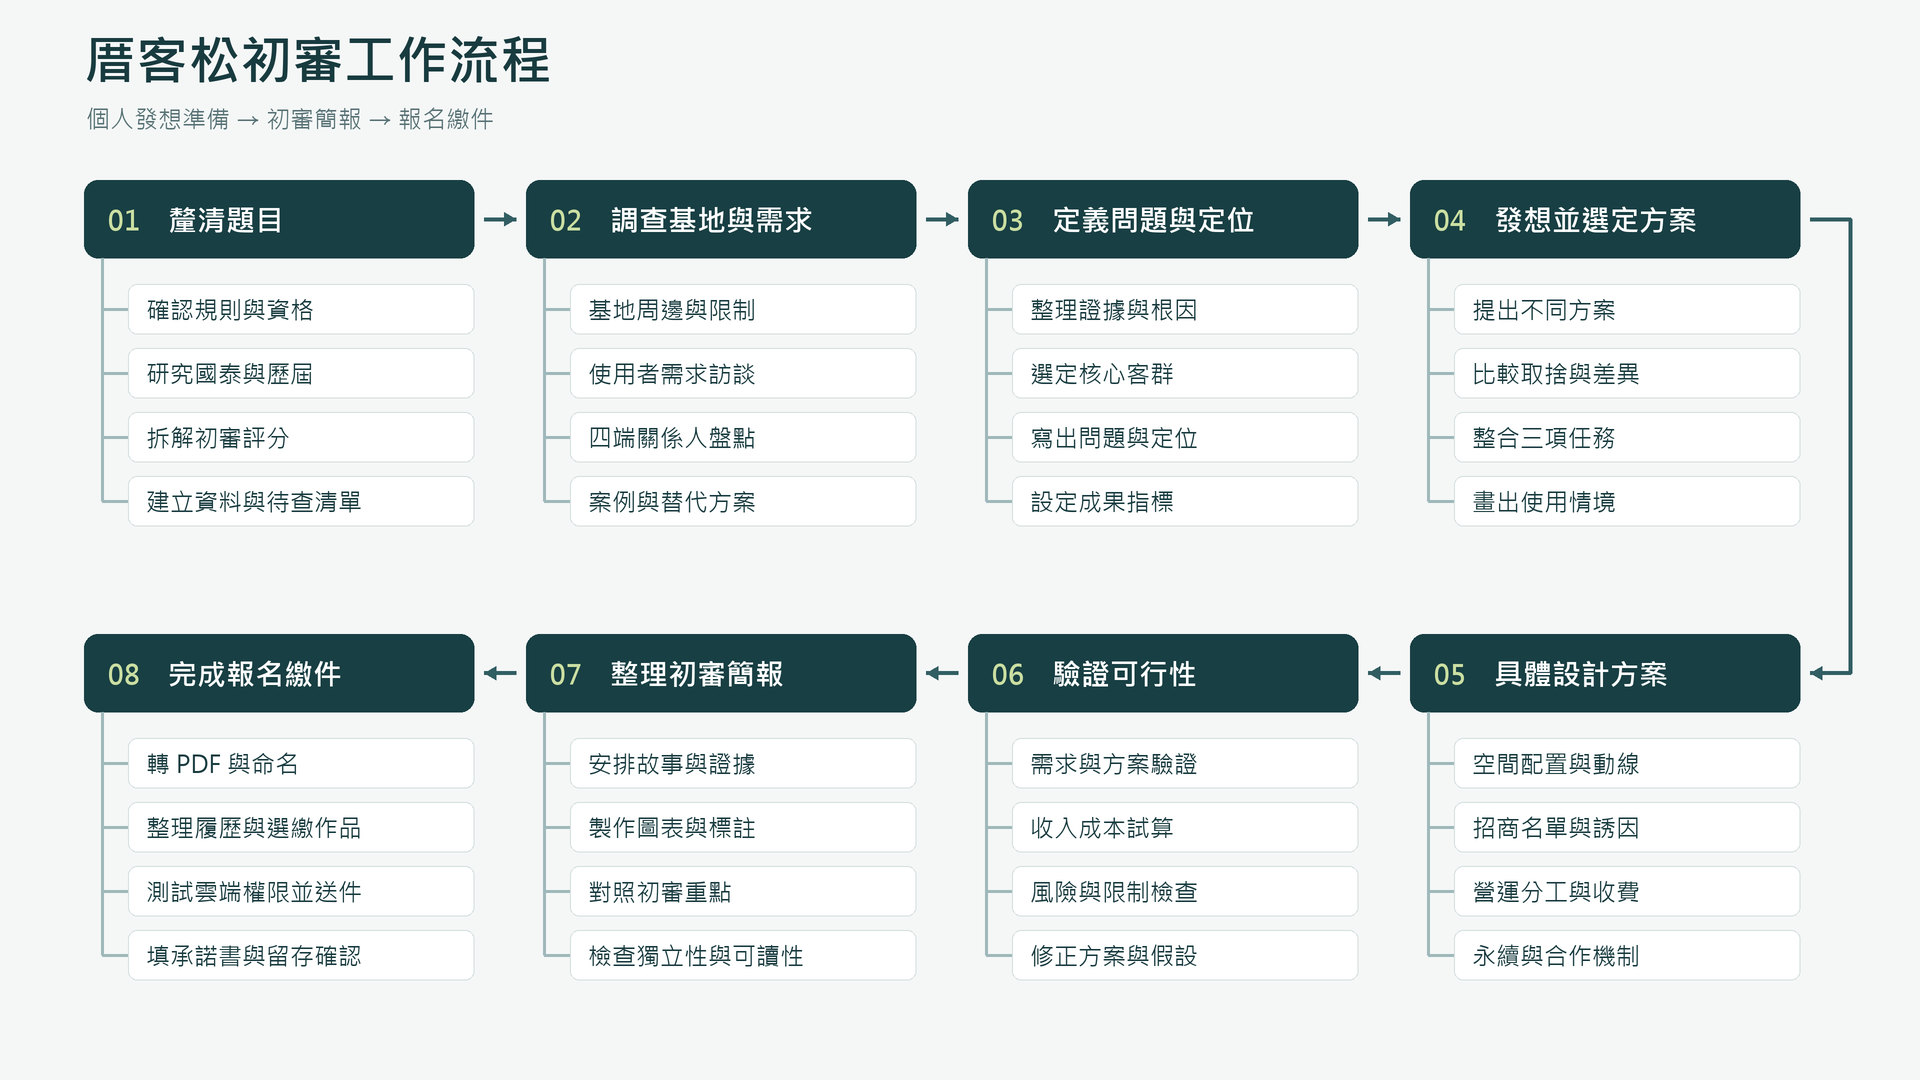 厝客松初審工作流程
個人發想準備 → 初審簡報 → 報名繳件
01 釐清題目
確認規則與資格
研究國泰與歷屆
拆解初審評分
建立資料與待查清單
02 調查基地與需求
基地周邊與限制
使用者需求訪談
四端關係人盤點
案例與替代方案
03 定義問題與定位
整理證據與根因
選定核心客群
寫出問題與定位
設定成果指標
04 發想並選定方案
提出不同方案
比較取捨與差異
整合三項任務
畫出使用情境
05 具體設計方案
空間配置與動線
招商名單與誘因
營運分工與收費
永續與合作機制
06 驗證可行性
需求與方案驗證
收入成本試算
風險與限制檢查
修正方案與假設
07 整理初審簡報
安排故事與證據
製作圖表與標註
對照初審重點
檢查獨立性與可讀性
08 完成報名繳件
轉 PDF 與命名
整理履歷與選繳作品
測試雲端權限並送件
填承諾書與留存確認